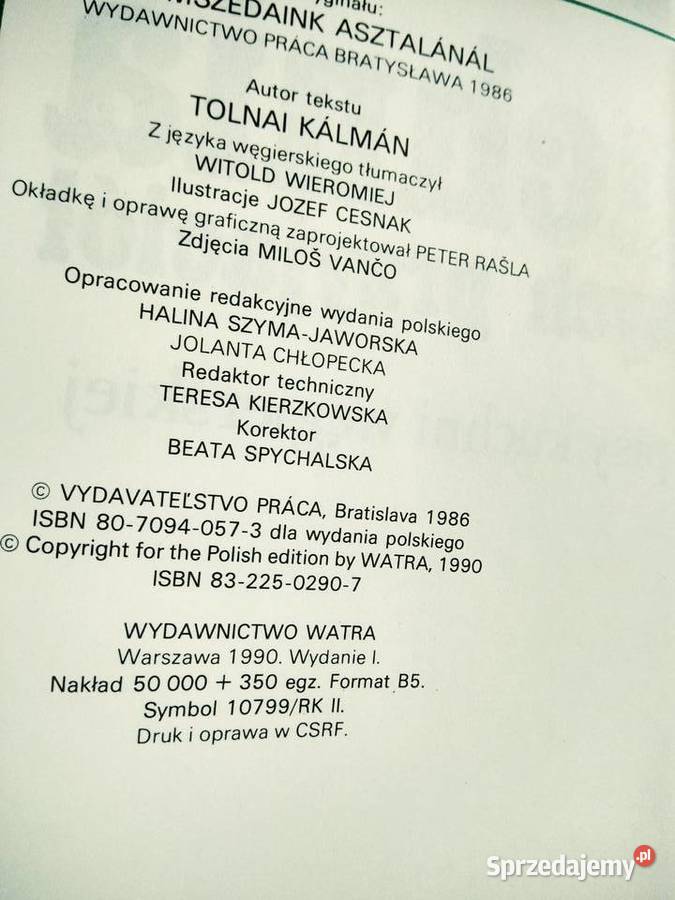 ginału:
MSZEDAINK ASZTALÁNÁL
WYDAWNICTWO PRÁCA BRATYSŁAWA 1986
Autor tekstu
TOLNAI KÁLMÁN
Z języka węgierskiego tłumaczył
WITOLD WIEROMIEJ
Ilustracje JOZEF CESNAK
Okładkę i oprawę graficzną zaprojektował PETER RAŠLA
Zdjęcia MILOŠ VANČO
Opracowanie redakcyjne wydania polskiego
HALINA SZYMA-JAWORSKA
JOLANTA CHŁOPECKA
Redaktor techniczny
TERESA KIERZKOWSKA
Korektor
BEATA SPYCHALSKA
© VYDAVATEĽSTVO PRÁCA, Bratislava 1986
ISBN 80-7094-057-3 dla wydania polskiego
© Copyright for the Polish edition by WATRA, 1990
ISBN 83-225-0290-7
WYDAWNICTWO WATRA
Warszawa 1990. Wydanie I.
Nakład 50 000 + 350 egz. Format B5.
Symbol 10799/RK II.
Druk i oprawa w CSRF.
Sprzedajemy.pl